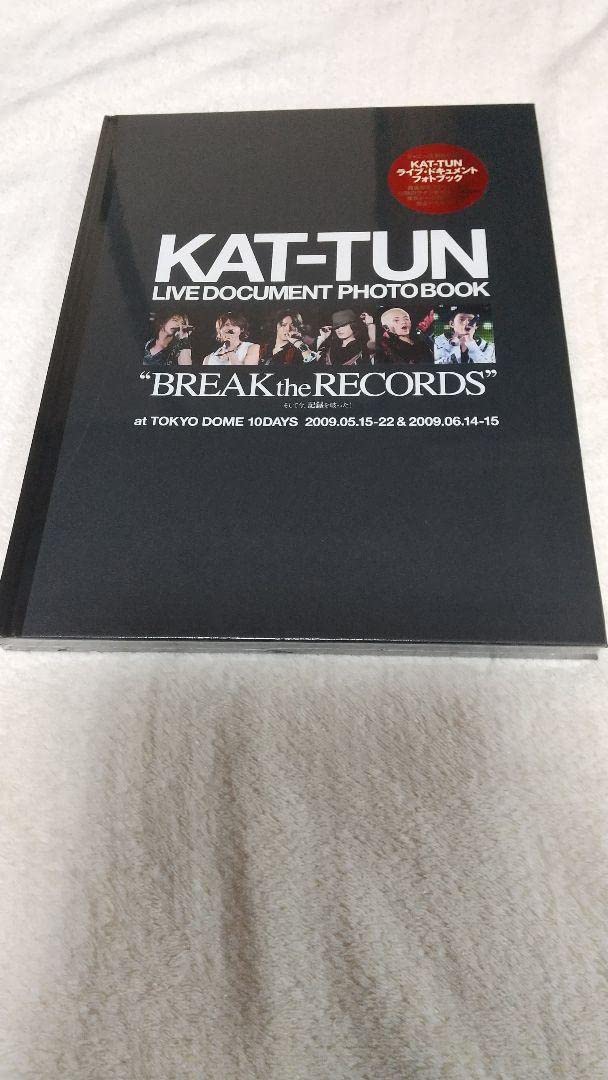 KAT-TUN
ライブ・ドキュメント
フォトブック
KAT-TUN
LIVE DOCUMENT PHOTO BOOK
“BREAK the RECORDS”
そして今、記録を破った!
at TOKYO DOME 10DAYS 2009.05.15-22 & 2009.06.14-15